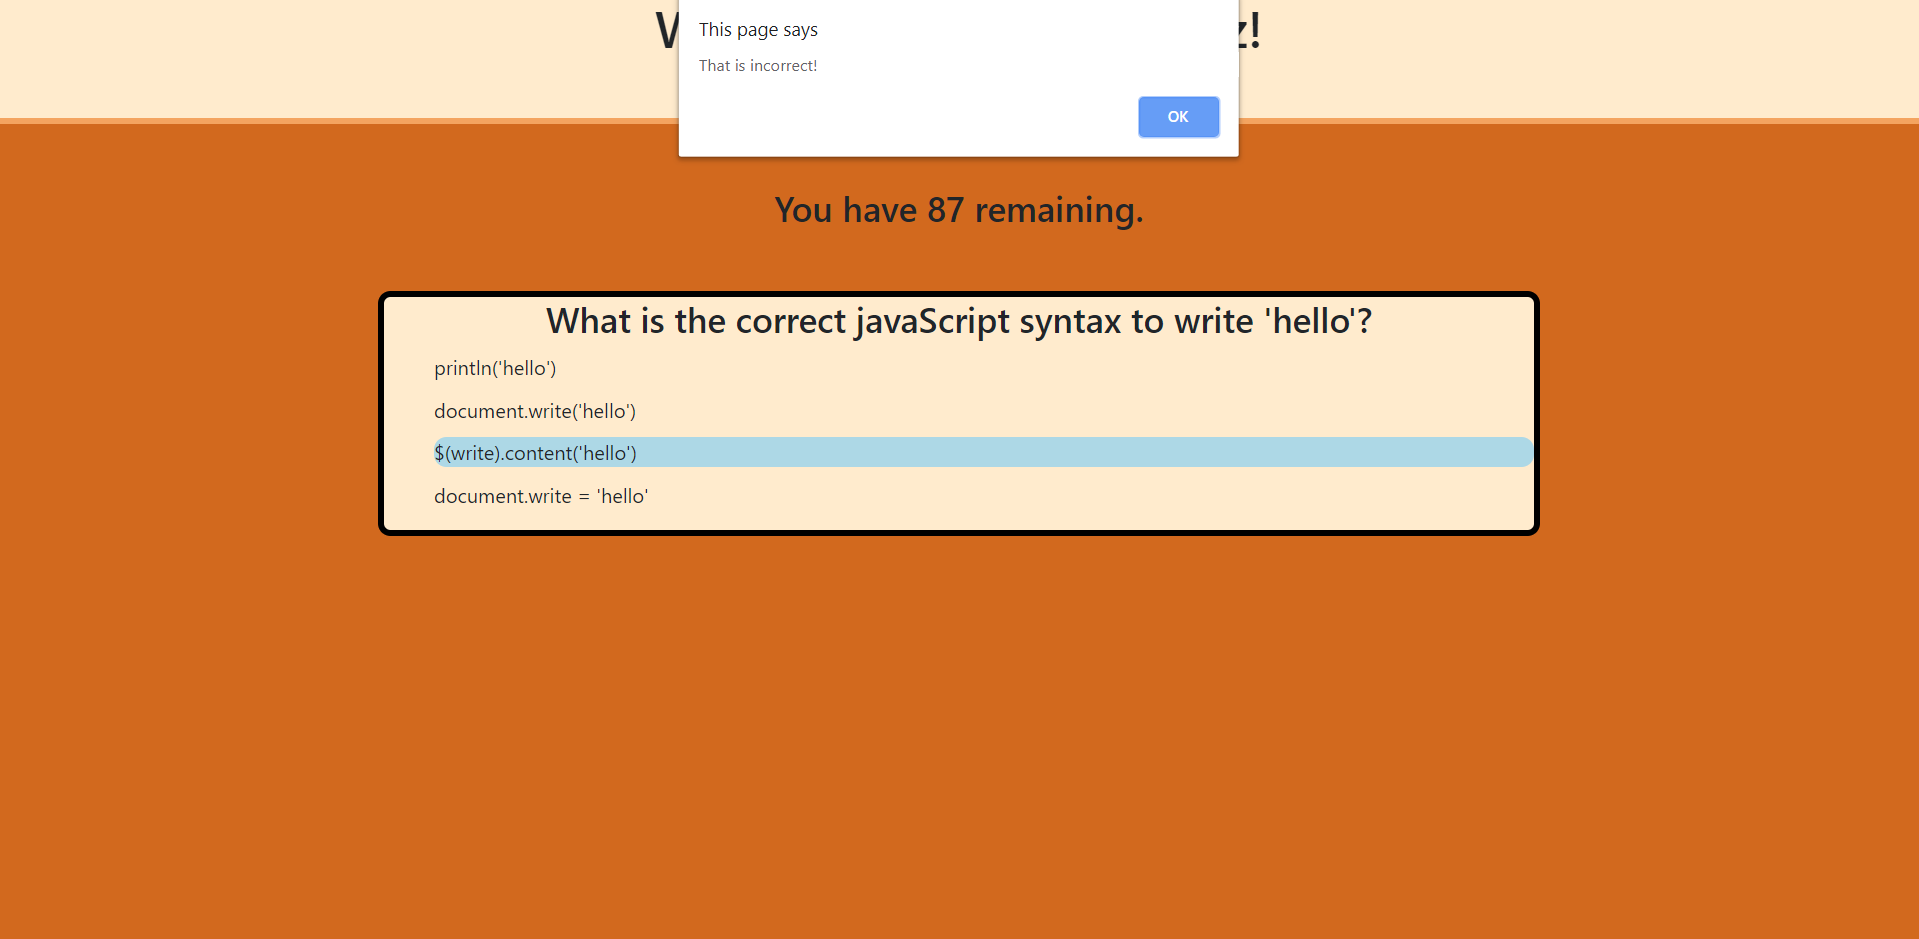 This page says
That is incorrect!
OK
You have 87 remaining.
What is the correct javaScript syntax to write 'hello'?
println('hello')
document.write('hello')
$(write).content('hello')
document.write = 'hello'